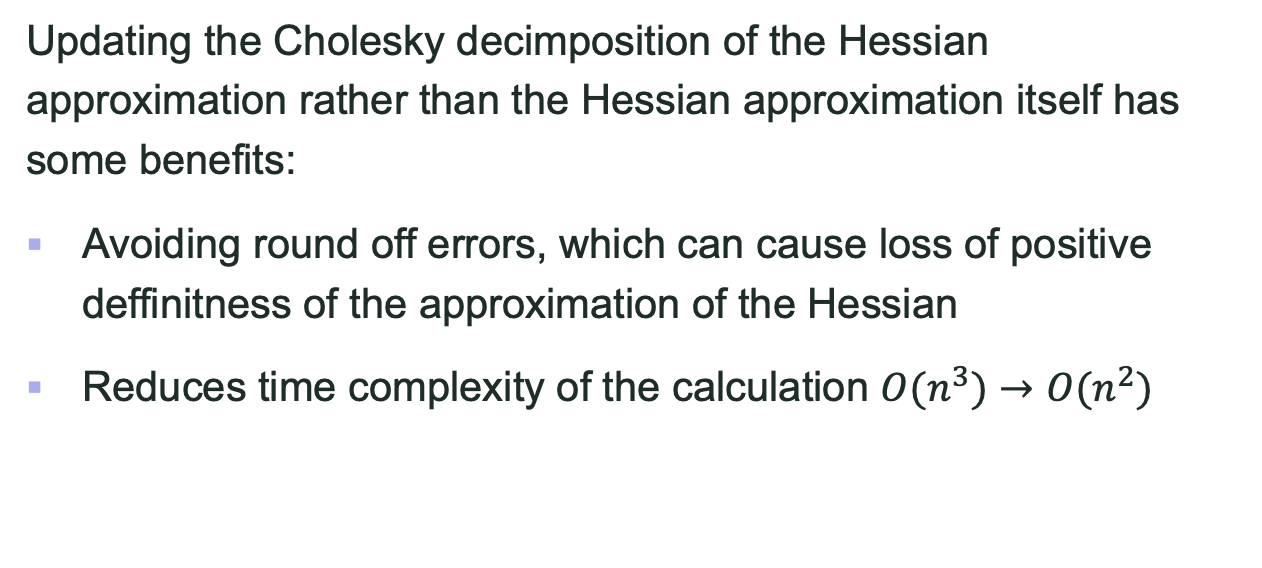 Updating the Cholesky decimposition of the Hessian
approximation rather than the Hessian approximation itself has
some benefits:
▪ Avoiding round off errors, which can cause loss of positive
deffinitness of the approximation of the Hessian
▪ Reduces time complexity of the calculation O(n³) → O(n²)